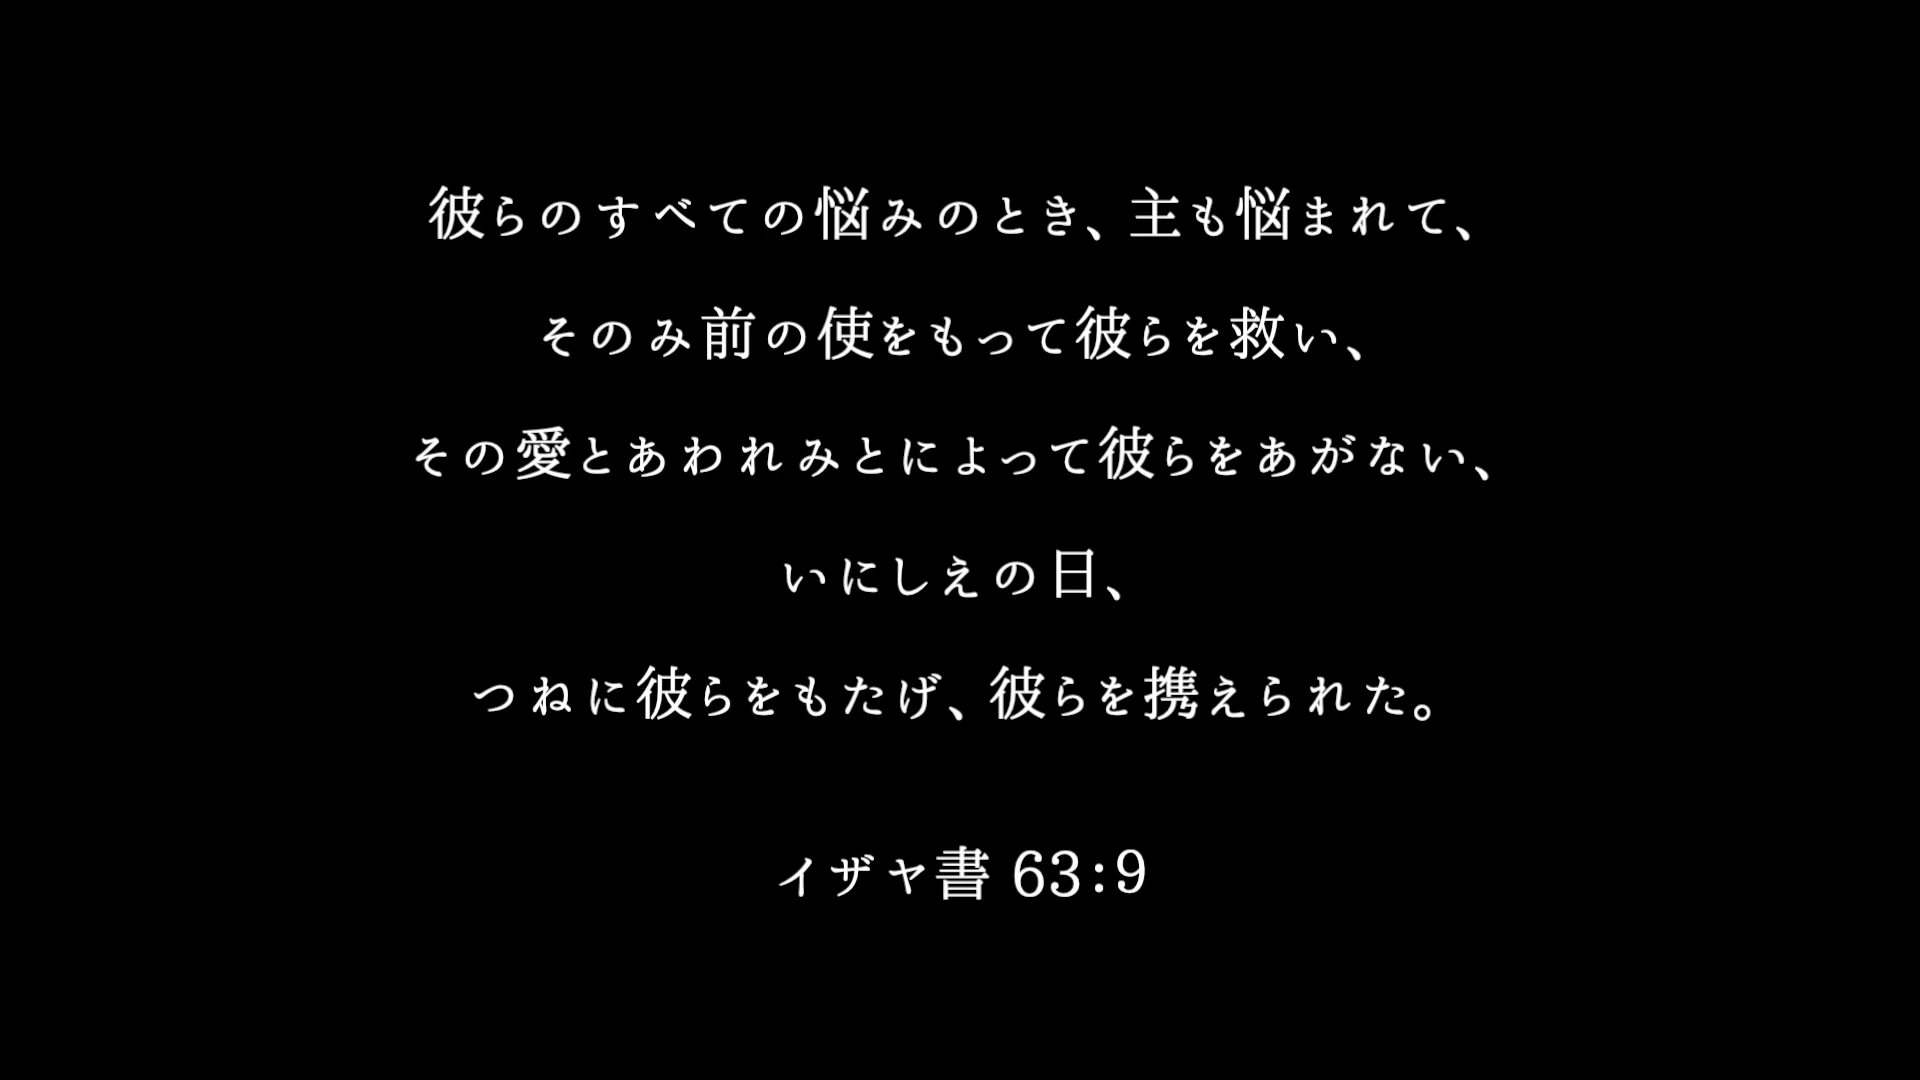 彼らのすべての悩みのとき、主も悩まれて、
そのみ前の使をもって彼らを救い、
その愛とあわれみとによって彼らをあがない、
いにしえの日、
つねに彼らをもたげ、彼らを携えられた。
イザヤ書 63:9